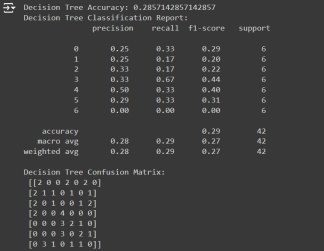 Decision Tree Accuracy: 0.2857142857142857
Decision Tree Classification Report:
precision recall f1-score support
0 0.25 0.33 0.29 6
1 0.25 0.17 0.20 6
2 0.33 0.17 0.22 6
3 0.33 0.67 0.44 6
4 0.50 0.33 0.40 6
5 0.29 0.33 0.31 6
6 0.00 0.00 0.00 6
accuracy 0.29 42
macro avg 0.28 0.29 0.27 42
weighted avg 0.28 0.29 0.27 42
Decision Tree Confusion Matrix:
[[2 0 0 2 0 2 0]
[2 1 1 0 1 0 1]
[2 0 1 0 0 1 2]
[2 0 0 4 0 0 0]
[0 0 0 3 2 1 0]
[0 0 0 3 0 2 1]
[0 3 1 0 1 1 0]]